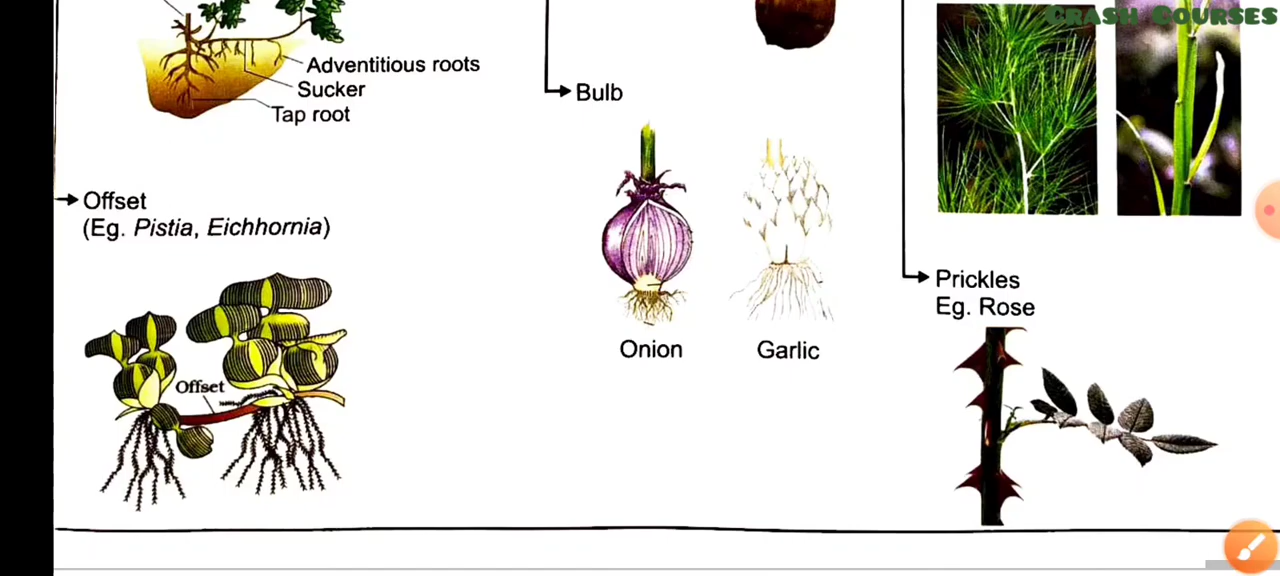 Crash Courses
Adventitious roots
Sucker
Tap root
Bulb
Offset
(Eg. Pistia, Eichhornia)
Prickles
Eg. Rose
Onion
Garlic
Offset